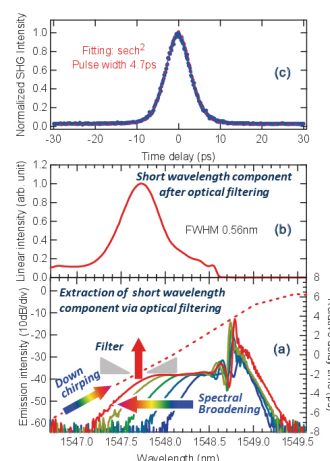 1.0
0.8
0.6
0.4
0.2
0.0
Normalized SHG Intensity
Fitting: sech2
Pulse width 4.7ps
(c)
-30 -20 -10 0 10 20 30
Time delay (ps)
1.2
1.0
0.8
0.6
0.4
0.2
0.0
Linear intensity (arb. unit)
Short wavelength component
after optical filtering
FWHM 0.56nm
(b)
0
-10
-20
-30
-40
-50
-60
Emission intensity (10dB/div)
Extraction of short wavelength
component via optical filtering
Filter
(a)
Down
chirping
Spectral
Broadening
8
6
4
2
0
-2
-4
-6
-8
1547.0 1547.5 1548.0 1548.5 1549.0 1549.5
Wavelength (nm)